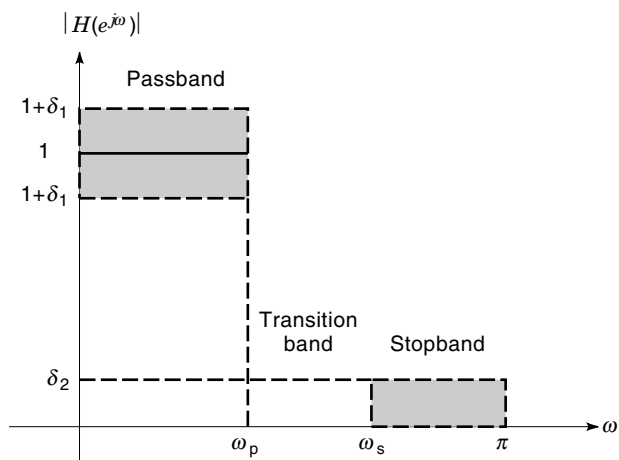 |H(e^{jω})|
Passband
1+δ₁
1
1+δ₁
Transition
band
Stopband
δ₂
ω
ωₚ
ωₛ
π